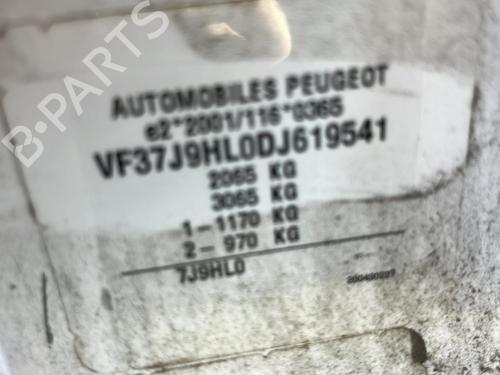 B-PARTS
AUTOMOBILES PEUGEOT
e2*2001/116*0365
VF37J9HL0DJ619541
2065 KG
3065 KG
1-1170 KG
2-970 KG
7J9HL0